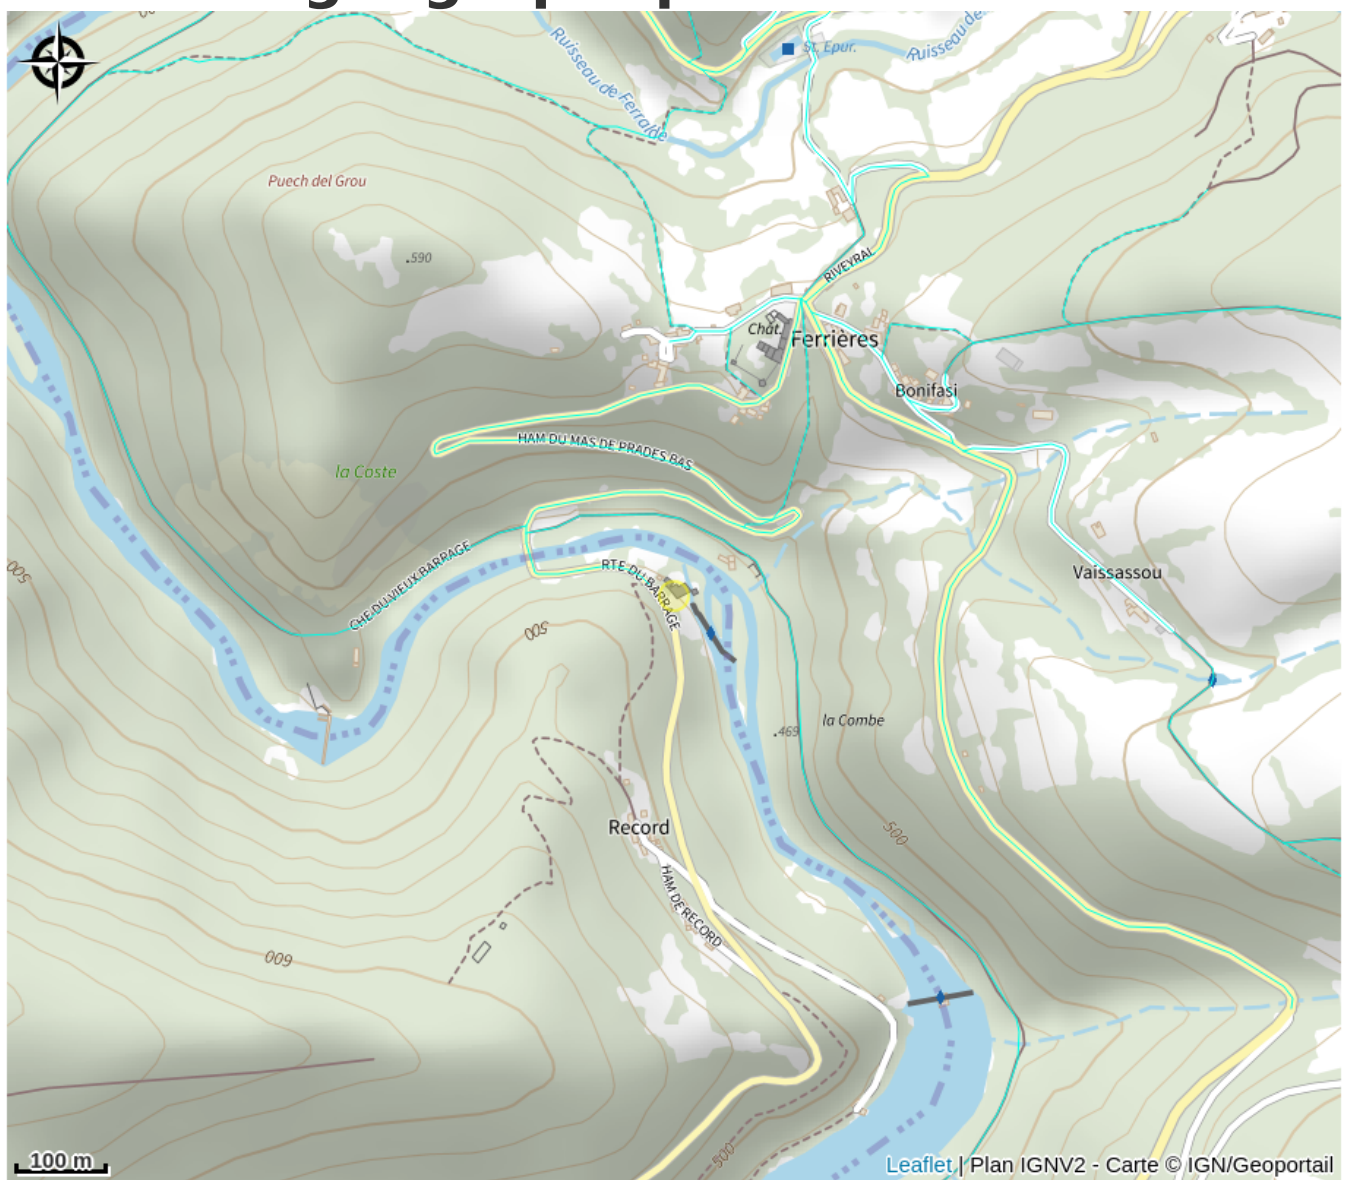 Ruisseau de Ferralde
St. Epur.
Ruisseau de
Puech del Grou
.590
RIVEYRAL
Chât.
Ferrières
Bonifasi
HAM DU MAS DE PRADES BAS
la Coste
CHE DU VIEUX BARRAGE
RTE DU BARRAGE
Vaissassou
500
500
.469
la Combe
Record
500
HAM DE RECORD
600
500
100 m
Leaflet | Plan IGNV2 - Carte © IGN/Geoportail